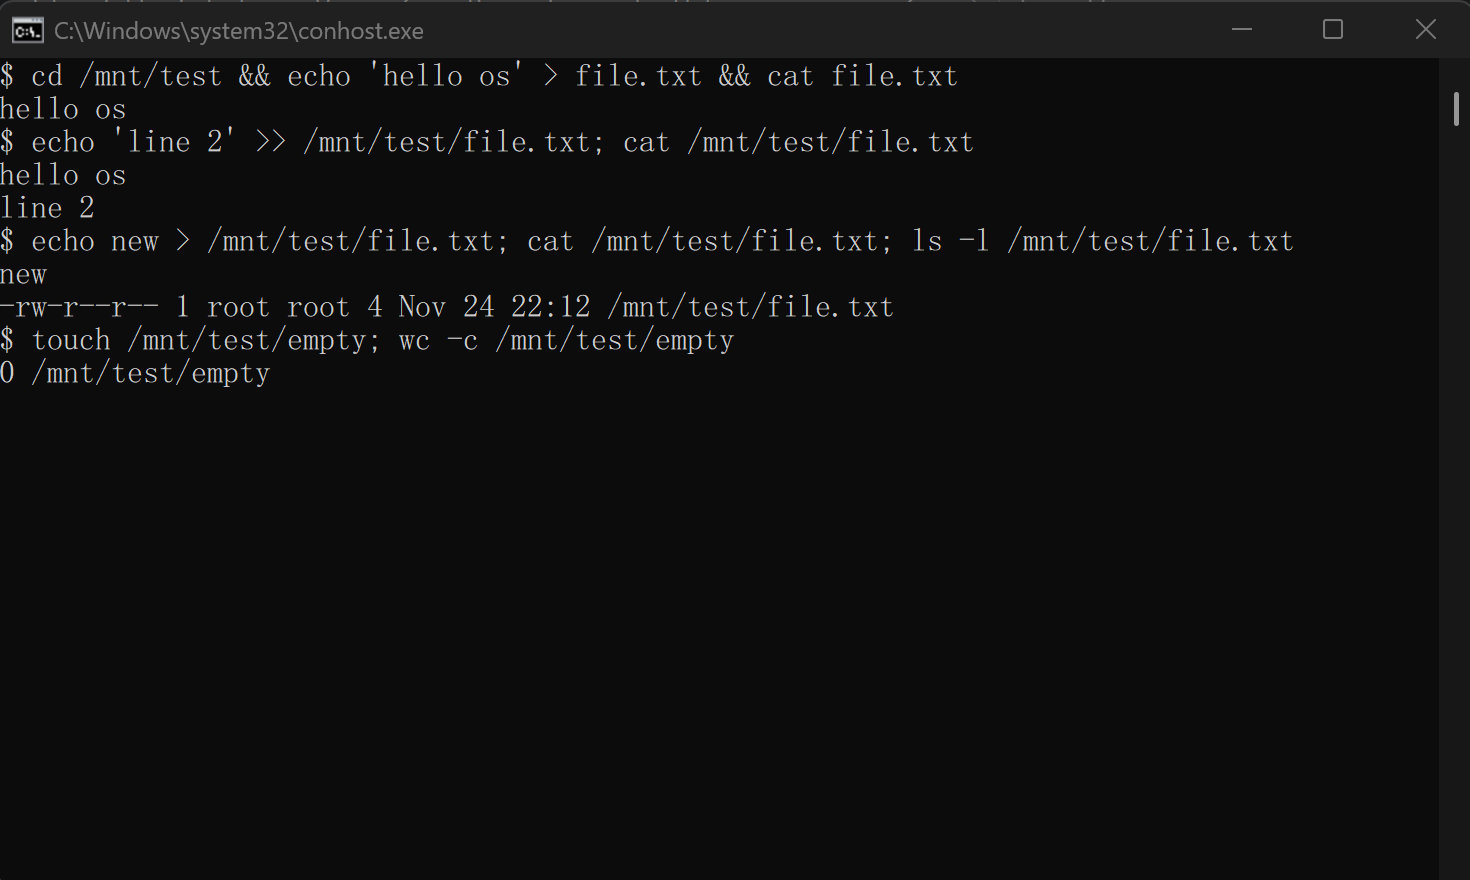 C:\Windows\system32\conhost.exe
$ cd /mnt/test && echo 'hello os' > file.txt && cat file.txt
hello os
$ echo 'line 2' >> /mnt/test/file.txt; cat /mnt/test/file.txt
hello os
line 2
$ echo new > /mnt/test/file.txt; cat /mnt/test/file.txt; ls -l /mnt/test/file.txt
new
-rw-r--r-- 1 root root 4 Nov 24 22:12 /mnt/test/file.txt
$ touch /mnt/test/empty; wc -c /mnt/test/empty
0 /mnt/test/empty